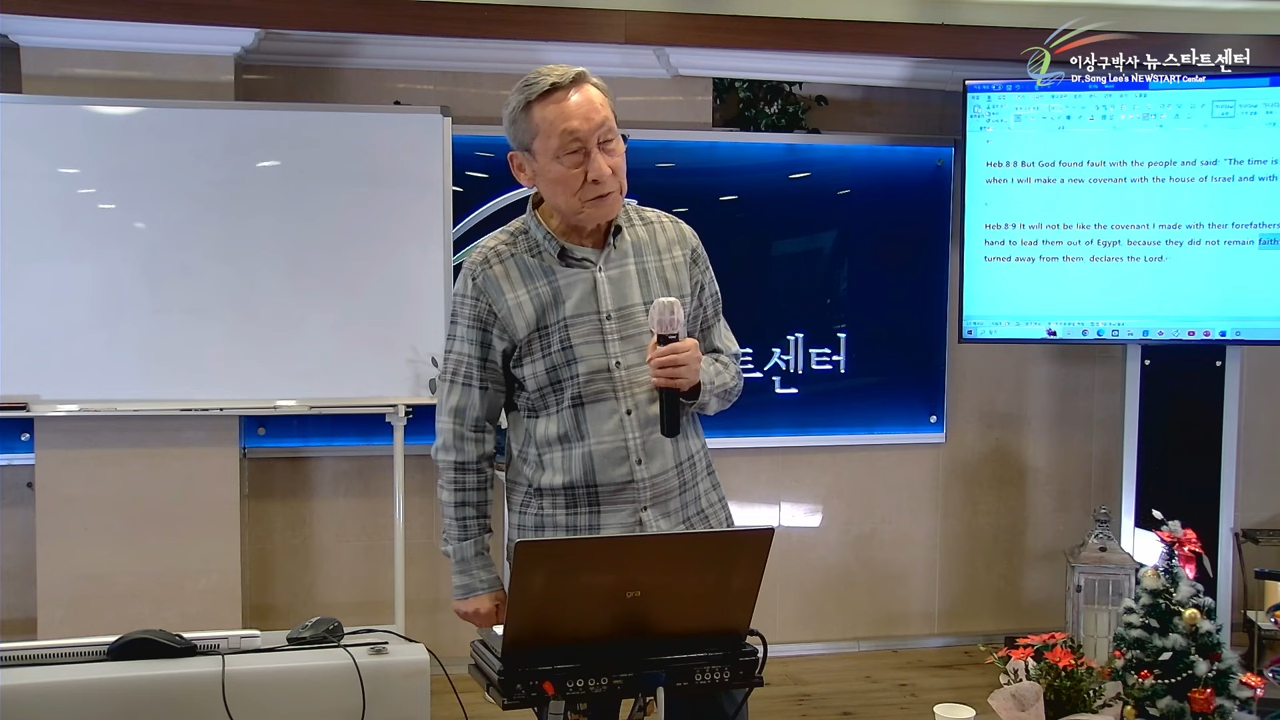 이상구박사 뉴스타트센터
Dr. Sang Lee's NEWSTART Center
Heb.8:8 But God found fault with the people and said: "The time is
when I will make a new covenant with the house of Israel and with
Heb.8:9 It will not be like the covenant I made with their forefathers
hand to lead them out of Egypt, because they did not remain faith
turned away from them, declares the Lord.
트센터
gra